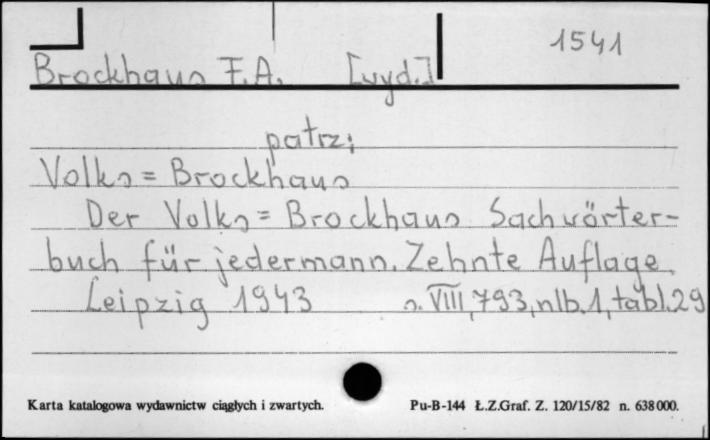 1541
Brockhaus F.A. [wyd.]
patrz:
Volks=Brockhaus
Der Volks=Brockhaus Sachwörter-
buch für jedermann. Zehnte Auflage.
Leipzig 1943 s. VIII, 793, nlb. 1, tabl. 29
Karta katalogowa wydawnictw ciągłych i zwartych. Pu-B-144 Ł.Z.Graf. Z. 120/15/82 n. 638 000.